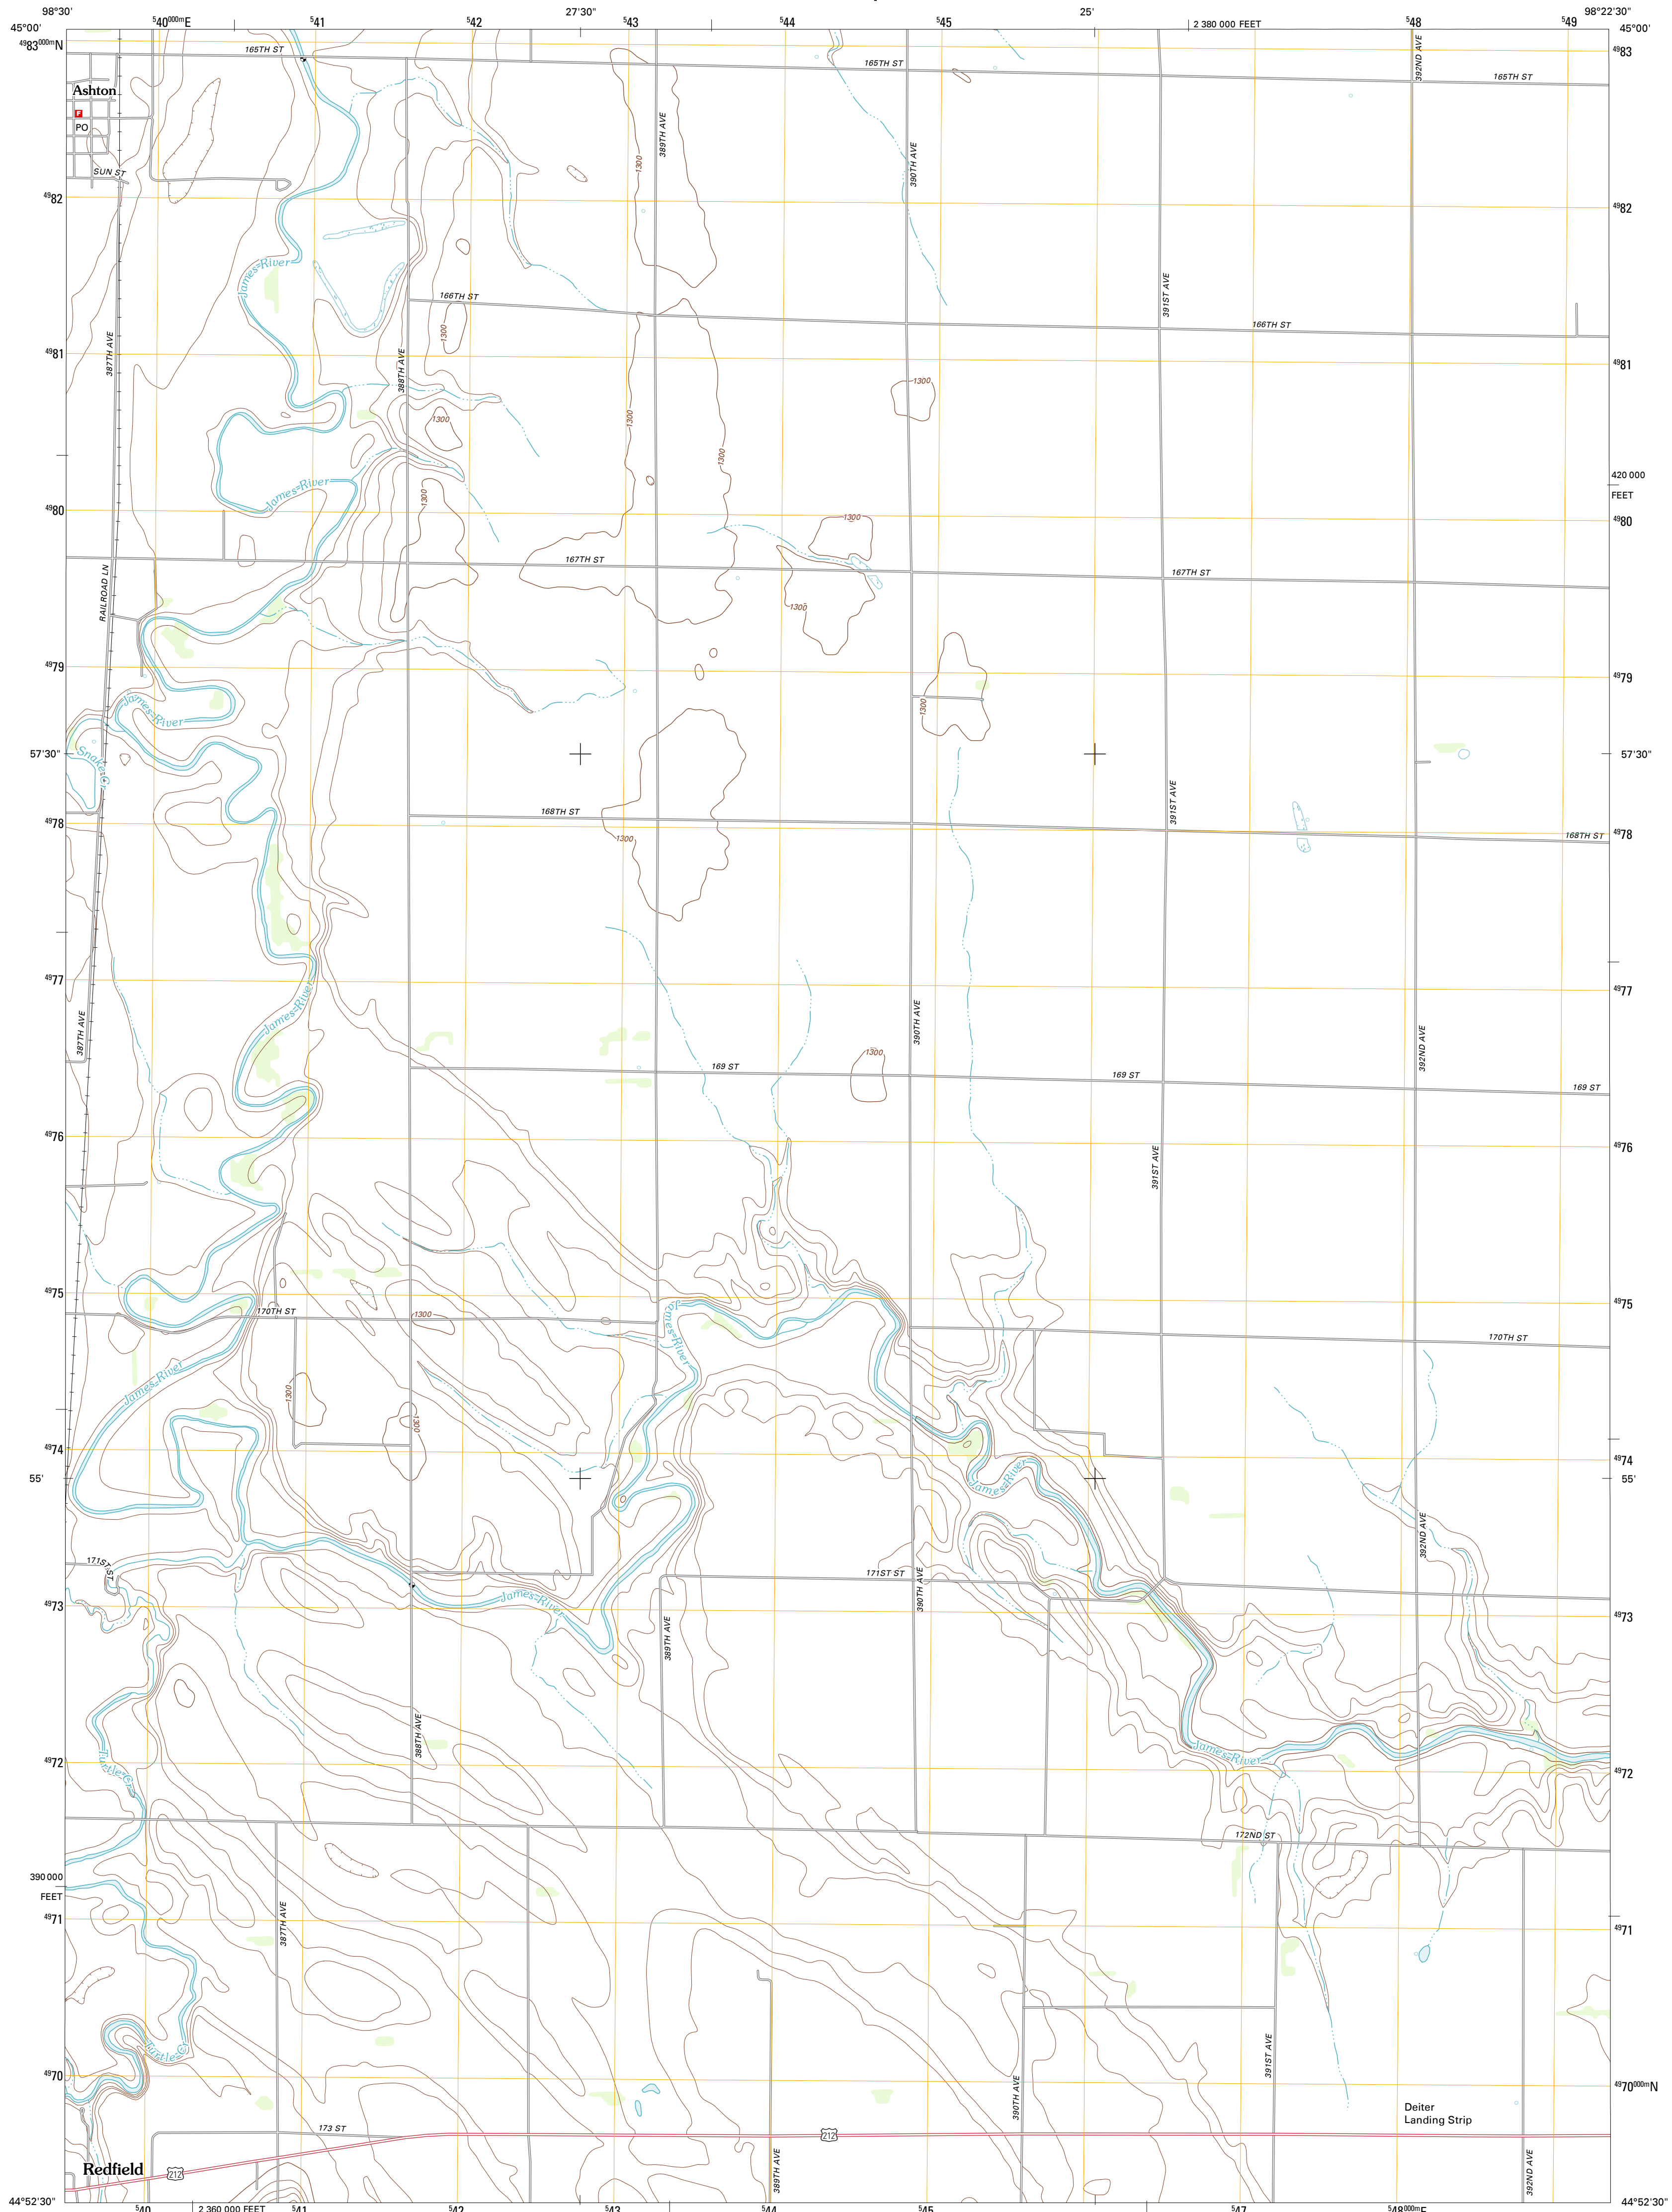 98°30' ⁵40⁰⁰⁰ᵐE ⁵41 ⁵42 27'30" ⁵43 ⁵44 ⁵45 25' 2 380 000 FEET ⁵48 ⁵49 98°22'30"
45°00' 45°00'
⁴⁹83⁰⁰⁰ᵐN ⁴⁹83
165TH ST 165TH ST 165TH ST
392ND AVE
Ashton
F
PO
389TH AVE
390TH AVE
1300
SUN ST
⁴⁹82 ⁴⁹82
James River
166TH ST
391ST AVE
166TH ST
1300
387TH AVE
388TH AVE
⁴⁹81 ⁴⁹81
1300
1300
1300
1300
420 000
FEET
James River
1300
⁴⁹80 ⁴⁹80
1300
167TH ST 167TH ST
RAILROAD LN
1300
⁴⁹79 ⁴⁹79
James River
1300
Snake Cr
57'30" 57'30"
391ST AVE
168TH ST
168TH ST
⁴⁹78 ⁴⁹78
1300
⁴⁹77 ⁴⁹77
James River
387TH AVE
390TH AVE
392ND AVE
1300
169 ST 169 ST 169 ST
⁴⁹76 ⁴⁹76
391ST AVE
⁴⁹75 ⁴⁹75
170TH ST
1300
James River
170TH ST
James River
1300
1300
⁴⁹74 ⁴⁹74
55' 55'
James River
392ND AVE
171ST ST
171ST ST
390TH AVE
James River
⁴⁹73 ⁴⁹73
389TH AVE
388TH AVE
James River
Turtle Cr
⁴⁹72 ⁴⁹72
172ND ST
390 000
FEET
387TH AVE
⁴⁹71 ⁴⁹71
Turtle Cr
391ST AVE
⁴⁹70 ⁴⁹70⁰⁰⁰ᵐN
390TH AVE
Deiter
Landing Strip
173 ST
212
389TH AVE
392ND AVE
Redfield
212
44°52'30" 44°52'30"
⁵40 2 360 000 FEET ⁵41 ⁵42 ⁵43 ⁵44 ⁵45 ⁵47 ⁵48⁰⁰⁰ᵐE